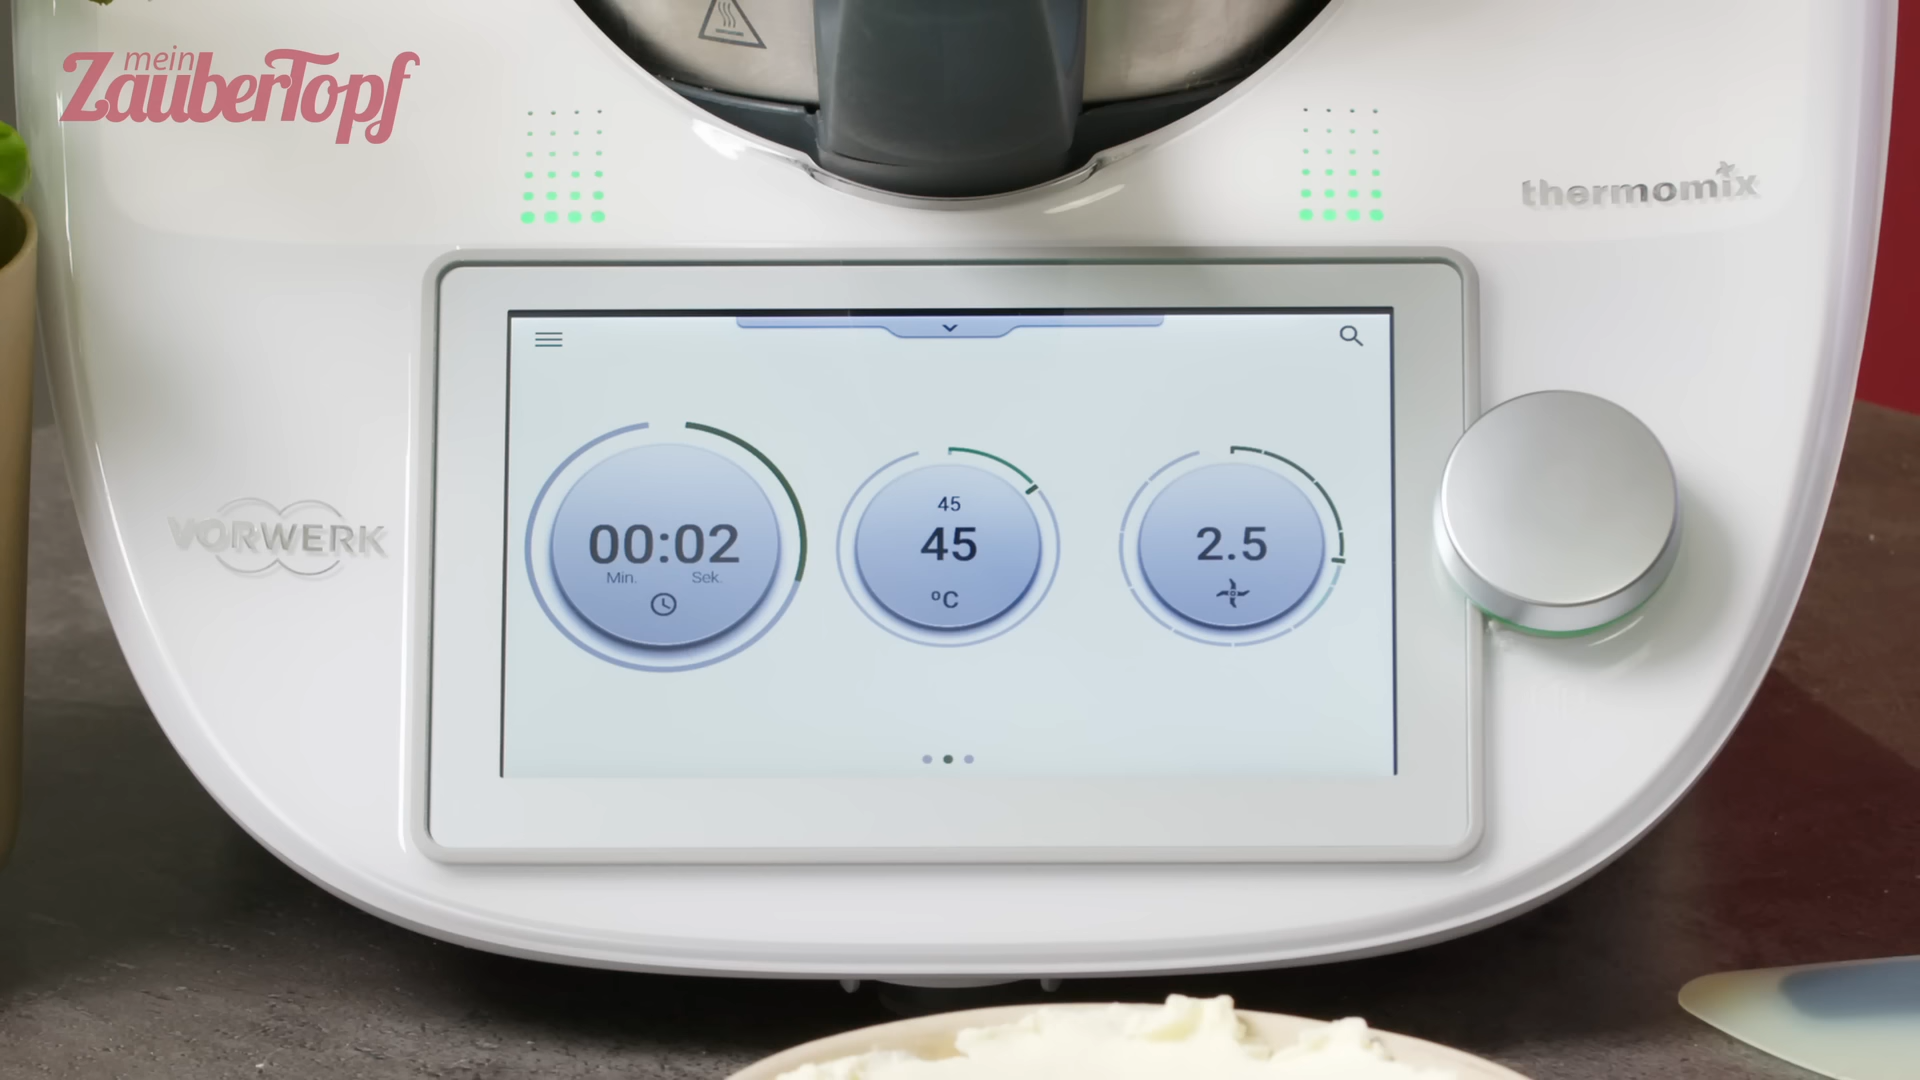 mein
ZauberTopf
thermomix
VORWERK
00:02
Min. Sek.
45
45
°C
2.5